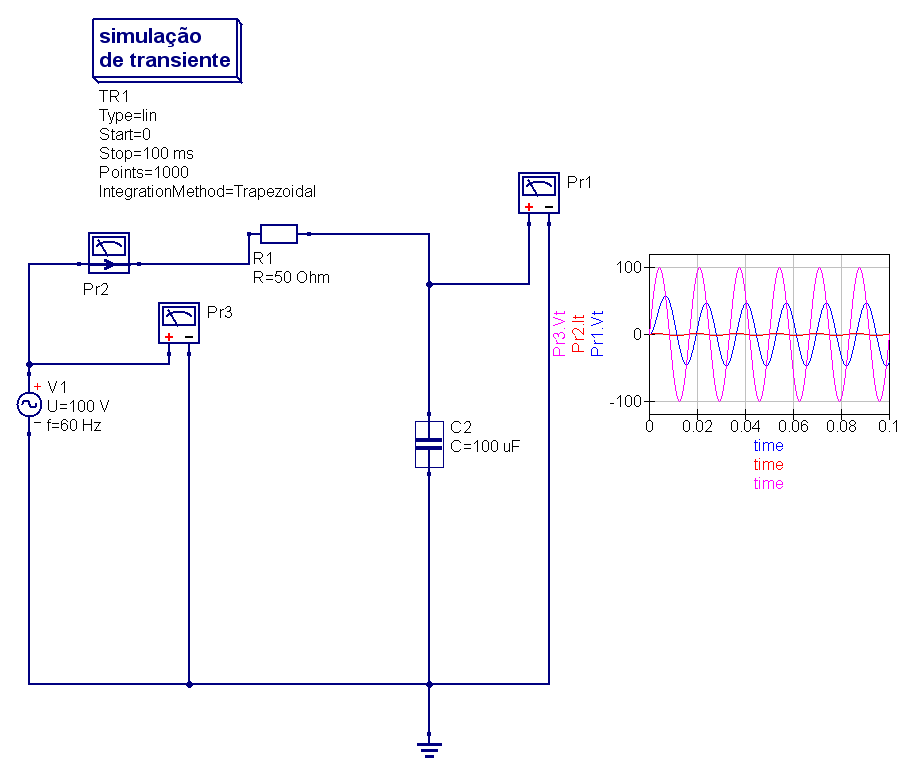 simulação
de transiente
TR1
Type=lin
Start=0
Stop=100 ms
Points=1000
IntegrationMethod=Trapezoidal
Pr1
R1
R=50 Ohm
Pr2
Pr3
+ V1
U=100 V
− f=60 Hz
C2
C=100 uF
+ −
+ −
Pr3.Vt
Pr2.It
Pr1.Vt
100
0
-100
0 0.02 0.04 0.06 0.08 0.1
time
time
time